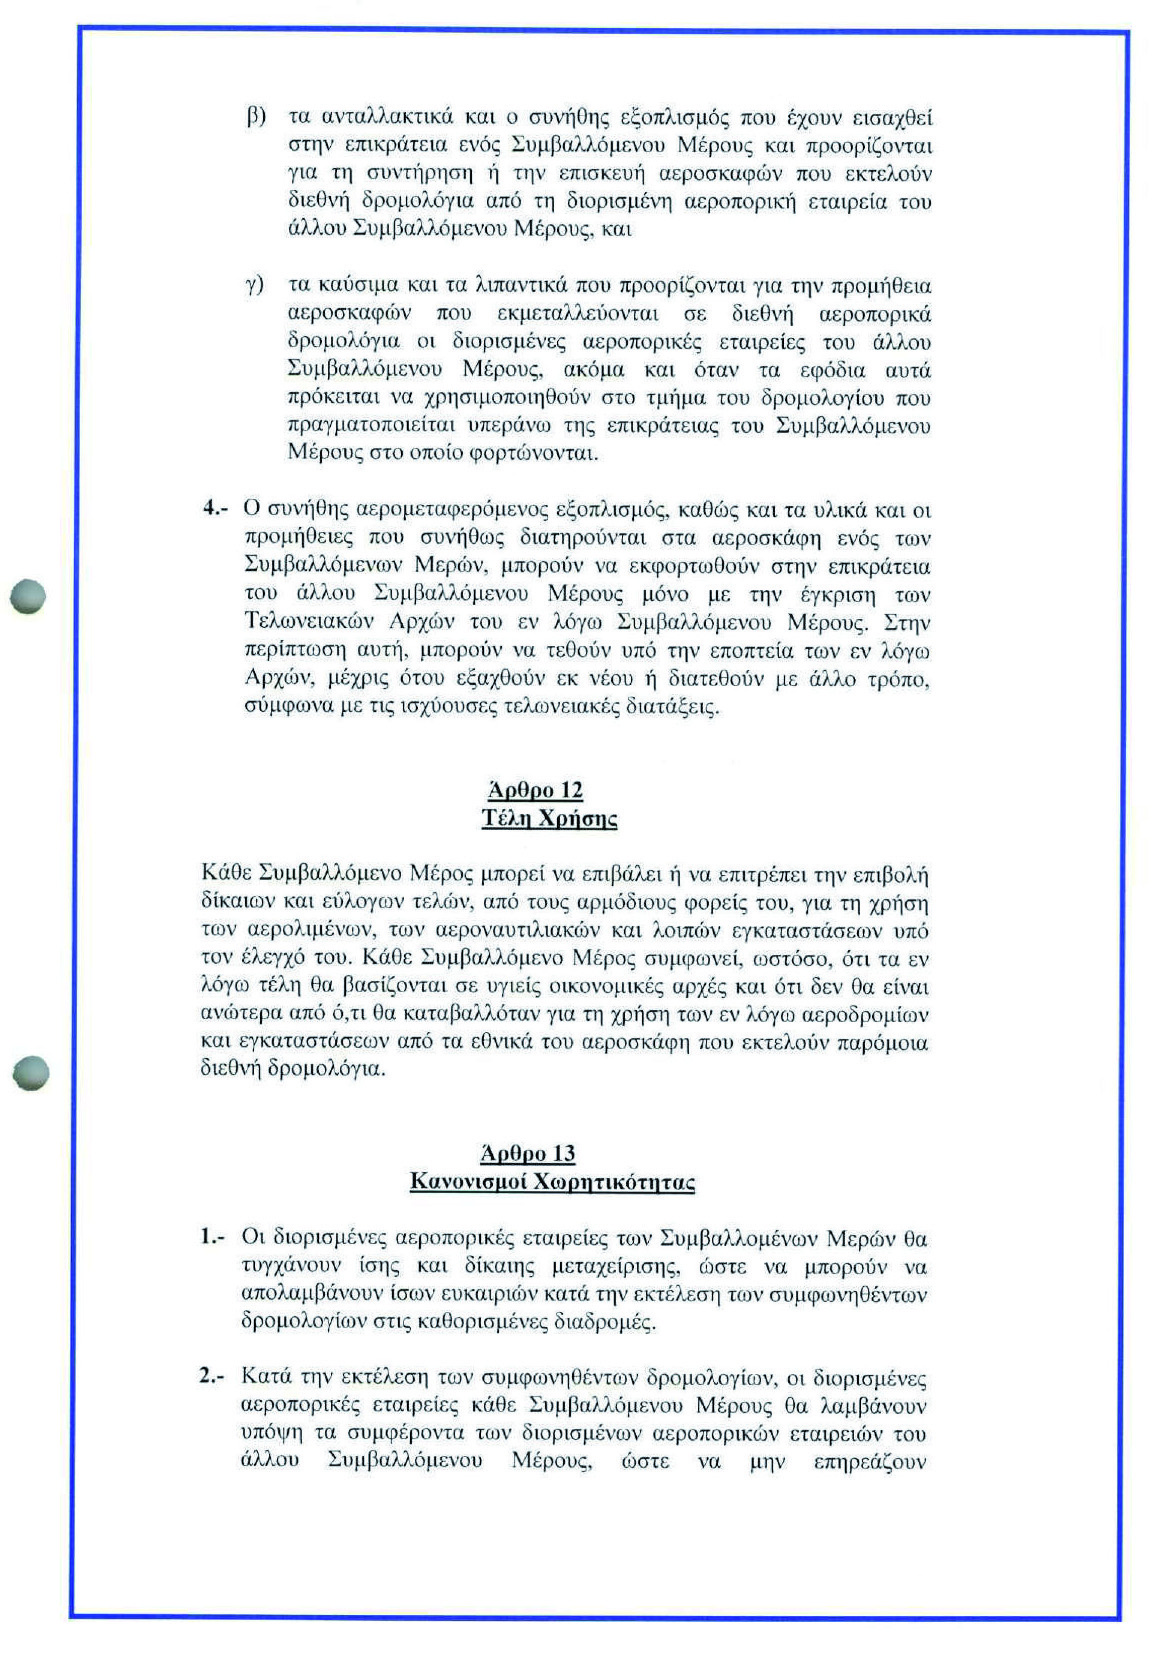 β) τα ανταλλακτικά και ο συνήθης εξοπλισμός που έχουν εισαχθεί
στην επικράτεια ενός Συμβαλλόμενου Μέρους και προορίζονται
για τη συντήρηση ή την επισκευή αεροσκαφών που εκτελούν
διεθνή δρομολόγια από τη διορισμένη αεροπορική εταιρεία του
άλλου Συμβαλλόμενου Μέρους, και
γ) τα καύσιμα και τα λιπαντικά που προορίζονται για την προμήθεια
αεροσκαφών που εκμεταλλεύονται σε διεθνή αεροπορικά
δρομολόγια οι διορισμένες αεροπορικές εταιρείες του άλλου
Συμβαλλόμενου Μέρους, ακόμα και όταν τα εφόδια αυτά
πρόκειται να χρησιμοποιηθούν στο τμήμα του δρομολογίου που
πραγματοποιείται υπεράνω της επικράτειας του Συμβαλλόμενου
Μέρους στο οποίο φορτώνονται.
4.- Ο συνήθης αερομεταφερόμενος εξοπλισμός, καθώς και τα υλικά και οι
προμήθειες που συνήθως διατηρούνται στα αεροσκάφη ενός των
Συμβαλλόμενων Μερών, μπορούν να εκφορτωθούν στην επικράτεια
του άλλου Συμβαλλόμενου Μέρους μόνο με την έγκριση των
Τελωνειακών Αρχών του εν λόγω Συμβαλλόμενου Μέρους. Στην
περίπτωση αυτή, μπορούν να τεθούν υπό την εποπτεία των εν λόγω
Αρχών, μέχρις ότου εξαχθούν εκ νέου ή διατεθούν με άλλο τρόπο,
σύμφωνα με τις ισχύουσες τελωνειακές διατάξεις.
Άρθρο 12
Τέλη Χρήσης
Κάθε Συμβαλλόμενο Μέρος μπορεί να επιβάλει ή να επιτρέπει την επιβολή
δίκαιων και εύλογων τελών, από τους αρμόδιους φορείς του, για τη χρήση
των αερολιμένων, των αεροναυτιλιακών και λοιπών εγκαταστάσεων υπό
τον έλεγχό του. Κάθε Συμβαλλόμενο Μέρος συμφωνεί, ωστόσο, ότι τα εν
λόγω τέλη θα βασίζονται σε υγιείς οικονομικές αρχές και ότι δεν θα είναι
ανώτερα από ό,τι θα καταβαλλόταν για τη χρήση των εν λόγω αεροδρομίων
και εγκαταστάσεων από τα εθνικά του αεροσκάφη που εκτελούν παρόμοια
διεθνή δρομολόγια.
Άρθρο 13
Κανονισμοί Χωρητικότητας
1.- Οι διορισμένες αεροπορικές εταιρείες των Συμβαλλομένων Μερών θα
τυγχάνουν ίσης και δίκαιης μεταχείρισης, ώστε να μπορούν να
απολαμβάνουν ίσων ευκαιριών κατά την εκτέλεση των συμφωνηθέντων
δρομολογίων στις καθορισμένες διαδρομές.
2.- Κατά την εκτέλεση των συμφωνηθέντων δρομολογίων, οι διορισμένες
αεροπορικές εταιρείες κάθε Συμβαλλόμενου Μέρους θα λαμβάνουν
υπόψη τα συμφέροντα των διορισμένων αεροπορικών εταιρειών του
άλλου Συμβαλλόμενου Μέρους, ώστε να μην επηρεάζουν